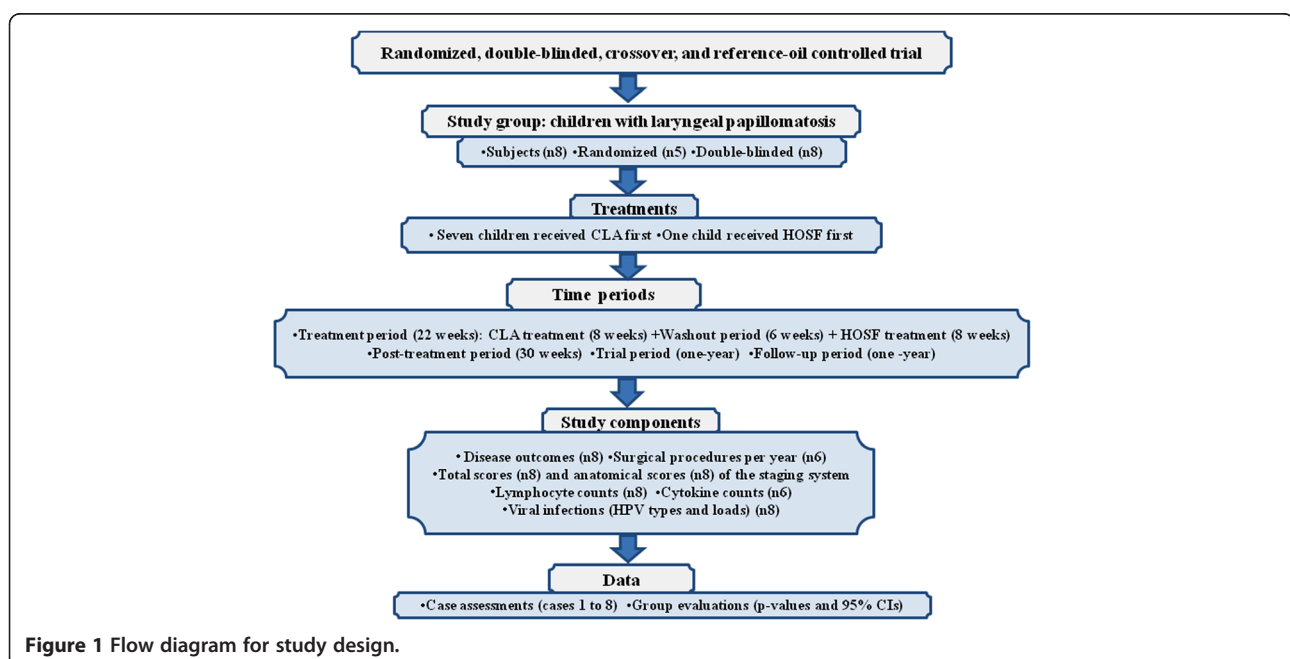 Randomized, double-blinded, crossover, and reference-oil controlled trial
Study group: children with laryngeal papillomatosis
•Subjects (n8) •Randomized (n5) •Double-blinded (n8)
Treatments
• Seven children received CLA first •One child received HOSF first
Time periods
•Treatment period (22 weeks): CLA treatment (8 weeks) +Washout period (6 weeks) + HOSF treatment (8 weeks)
•Post-treatment period (30 weeks) •Trial period (one-year) •Follow-up period (one -year)
Study components
•Disease outcomes (n8) •Surgical procedures per year (n6)
•Total scores (n8) and anatomical scores (n8) of the staging system
•Lymphocyte counts (n8) •Cytokine counts (n6)
•Viral infections (HPV types and loads) (n8)
Data
•Case assessments (cases 1 to 8) •Group evaluations (p-values and 95% CIs)
Figure 1 Flow diagram for study design.